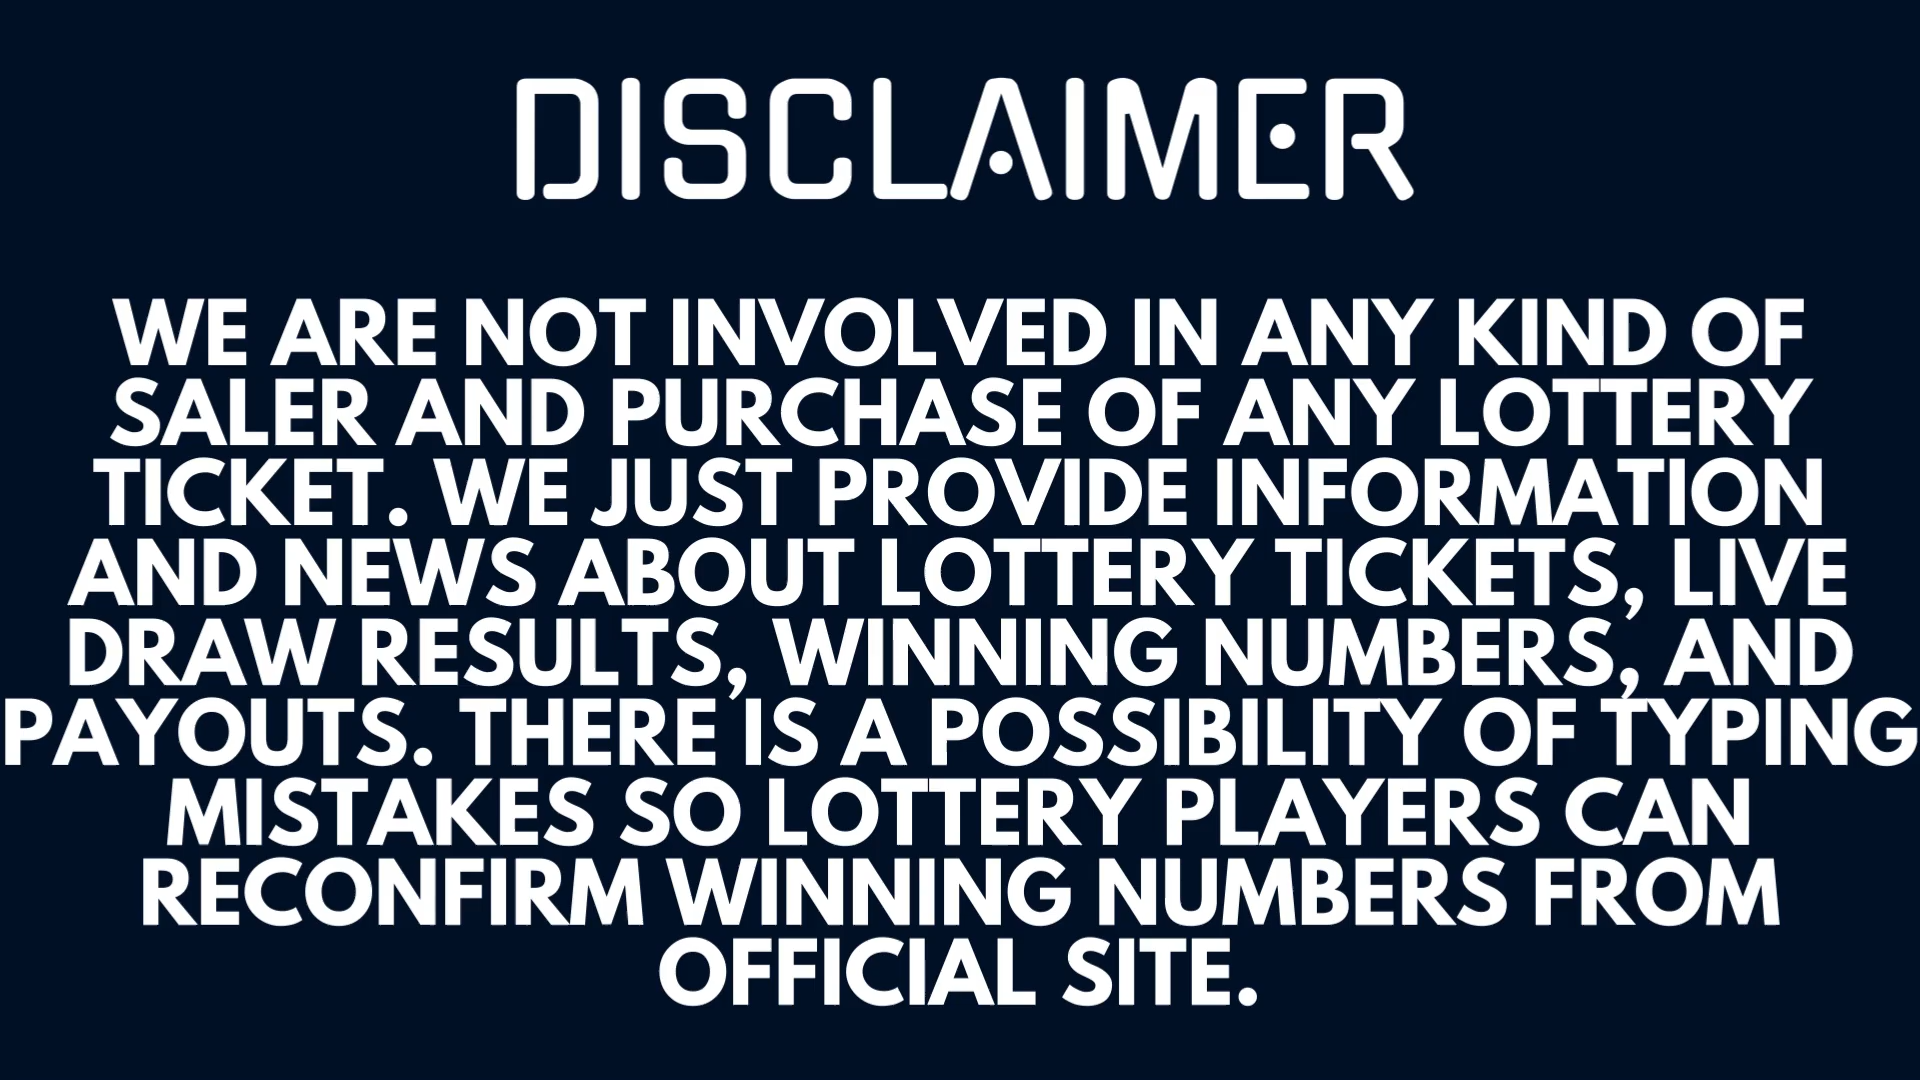 DISCLAIMER
WE ARE NOT INVOLVED IN ANY KIND OF
SALER AND PURCHASE OF ANY LOTTERY
TICKET. WE JUST PROVIDE INFORMATION
AND NEWS ABOUT LOTTERY TICKETS, LIVE
DRAW RESULTS, WINNING NUMBERS, AND
PAYOUTS. THERE IS A POSSIBILITY OF TYPING
MISTAKES SO LOTTERY PLAYERS CAN
RECONFIRM WINNING NUMBERS FROM
OFFICIAL SITE.